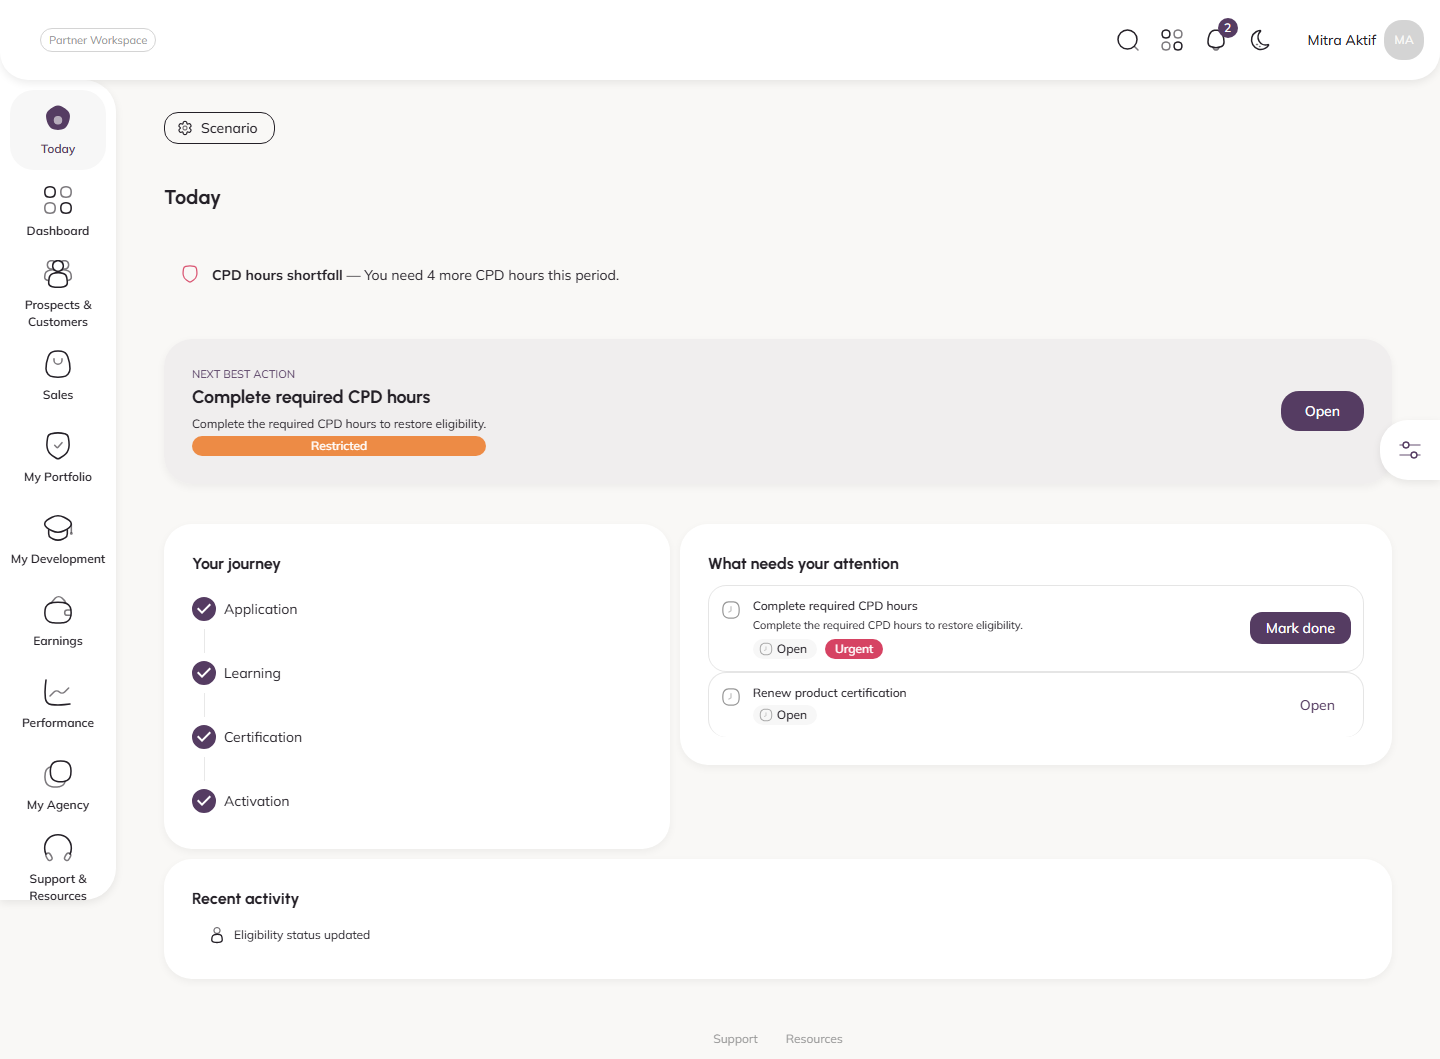 Partner Workspace
2
Mitra Aktif
MA
Today
Dashboard
Prospects &
Customers
Sales
My Portfolio
My Development
Earnings
Performance
My Agency
Support &
Resources
Scenario
Today
CPD hours shortfall — You need 4 more CPD hours this period.
NEXT BEST ACTION
Complete required CPD hours
Complete the required CPD hours to restore eligibility.
Restricted
Open
Your journey
Application
Learning
Certification
Activation
What needs your attention
Complete required CPD hours
Complete the required CPD hours to restore eligibility.
Open
Urgent
Mark done
Renew product certification
Open
Open
Recent activity
Eligibility status updated
Support
Resources